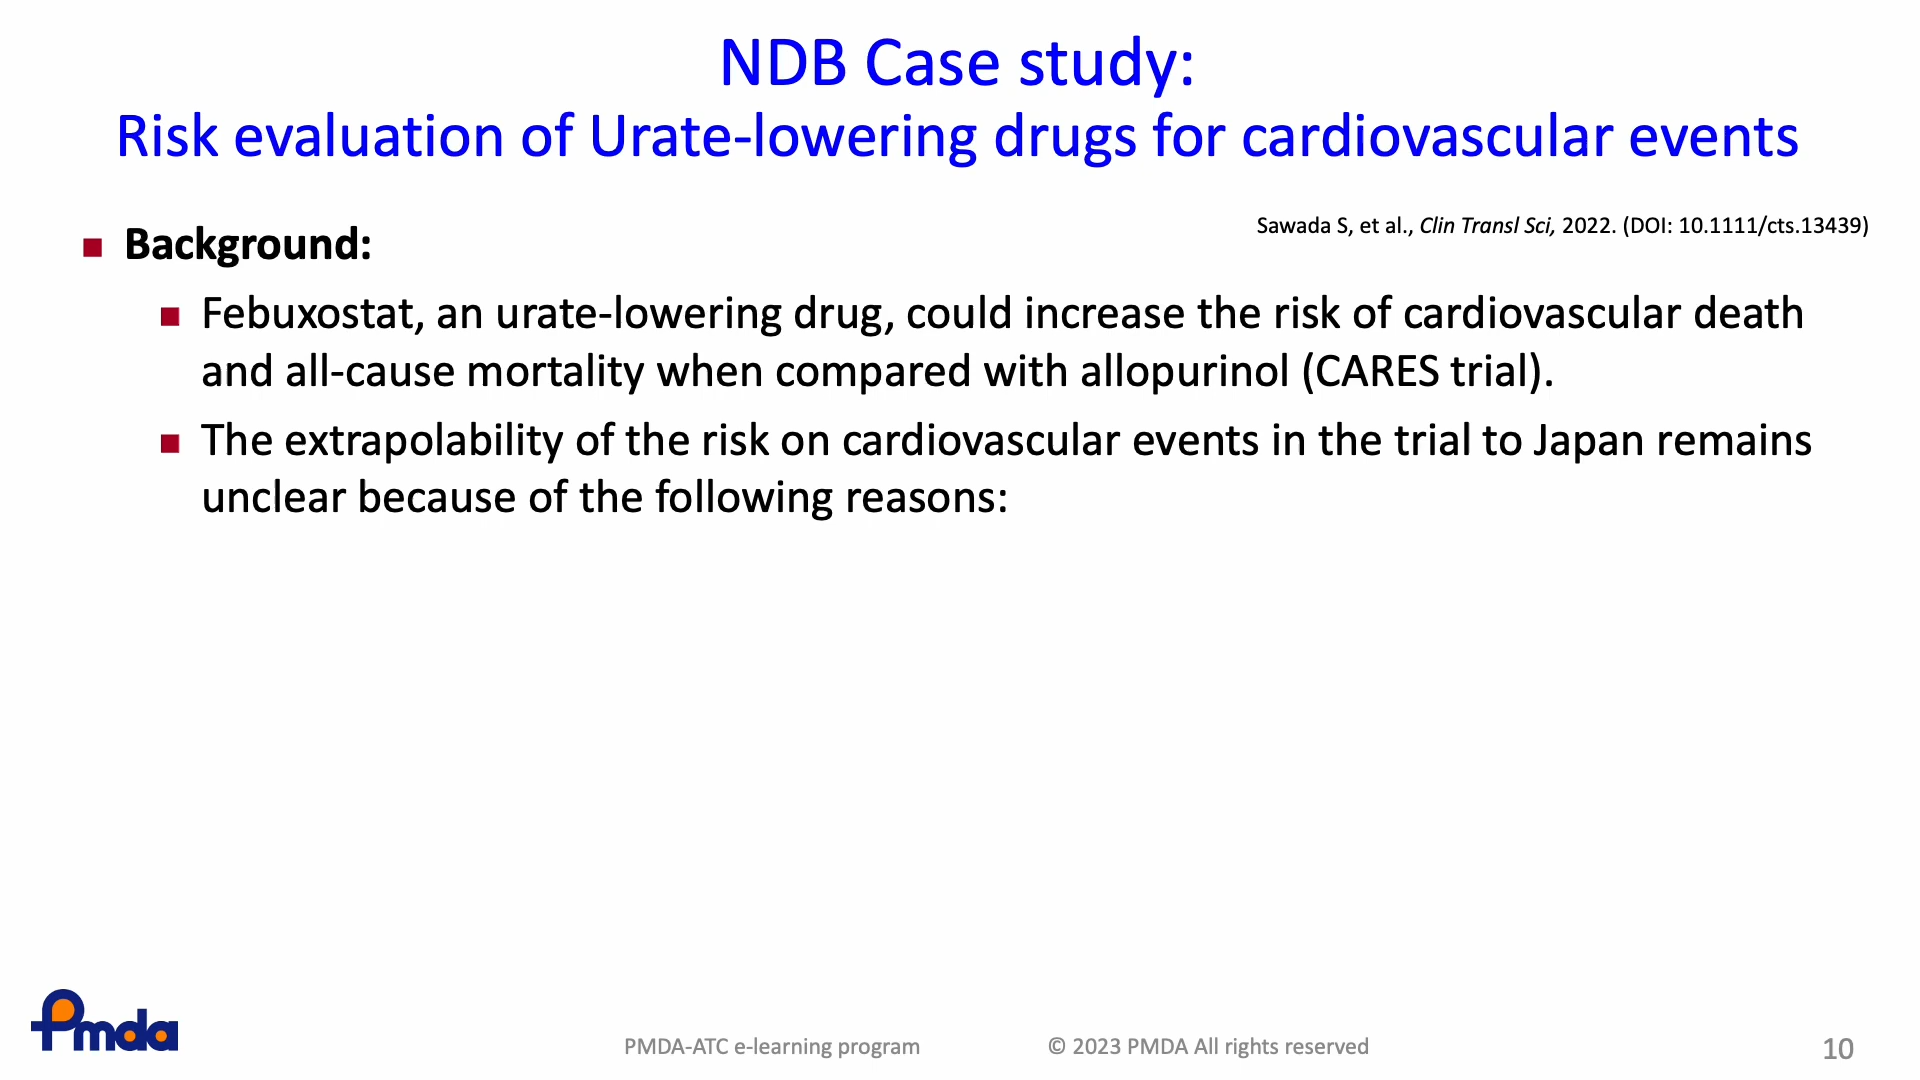 NDB Case study:
Risk evaluation of Urate-lowering drugs for cardiovascular events
Sawada S, et al., Clin Transl Sci, 2022. (DOI: 10.1111/cts.13439)
Background:
Febuxostat, an urate-lowering drug, could increase the risk of cardiovascular death
and all-cause mortality when compared with allopurinol (CARES trial).
The extrapolability of the risk on cardiovascular events in the trial to Japan remains
unclear because of the following reasons:
Pmda
PMDA-ATC e-learning program
© 2023 PMDA All rights reserved
10